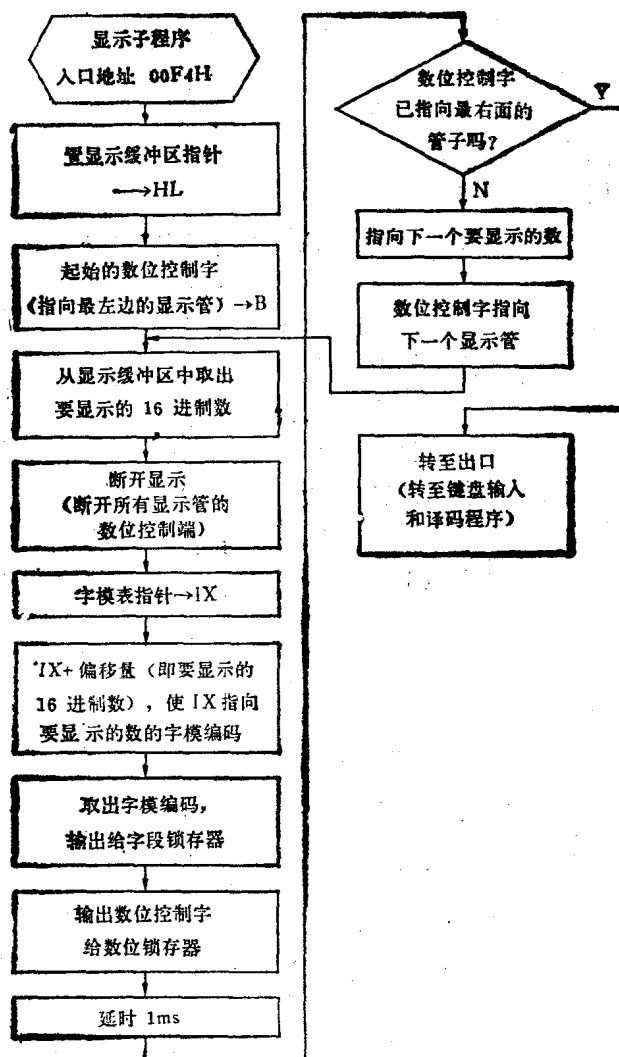 显示子程序
入口地址 00F4H
置显示缓冲区指针
⟷HL
起始的数位控制字
(指向最左边的显示管)→B
从显示缓冲区中取出
要显示的 16 进制数
断开显示
(断开所有显示管的
数位控制端)
字模表指针→IX
IX+偏移量(即要显示的
16 进制数),使 IX 指向
要显示的数的字模编码
取出字模编码,
输出给字段锁存器
输出数位控制字
给数位锁存器
延时 1ms
数位控制字
已指向最右面的
管子吗?
Y
N
指向下一个要显示的数
数位控制字指向
下一个显示管
转至出口
(转至键盘输入
和译码程序)